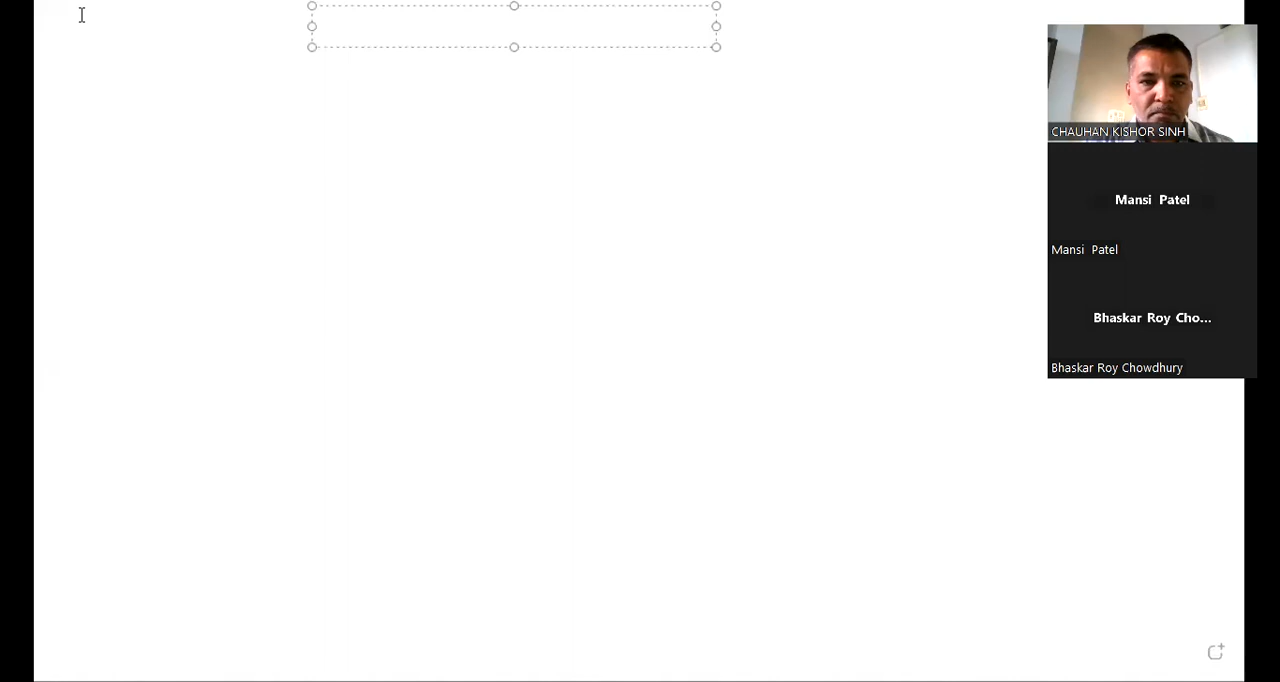 CHAUHAN KISHOR SINH
Mansi Patel
Mansi Patel
Bhaskar Roy Cho...
Bhaskar Roy Chowdhury